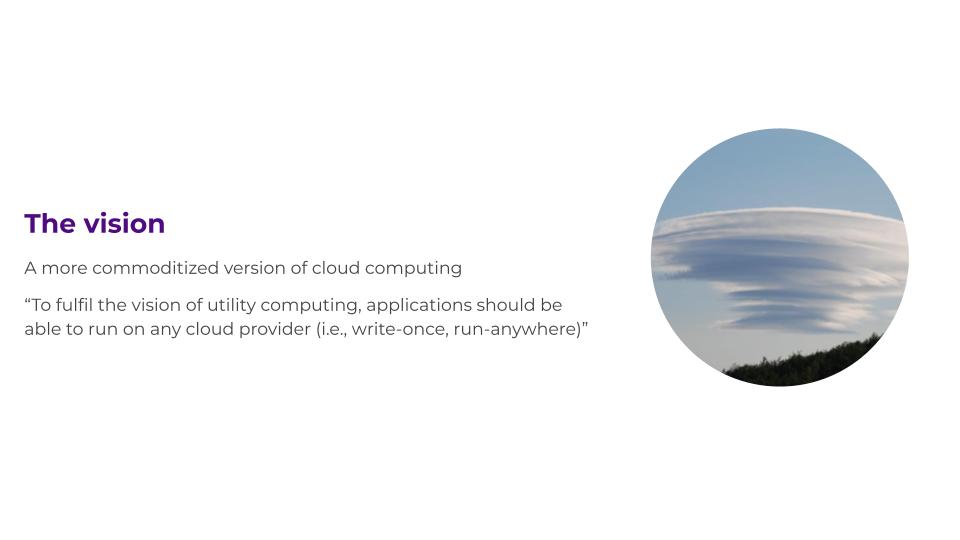 The vision
A more commoditized version of cloud computing
“To fulfil the vision of utility computing, applications should be
able to run on any cloud provider (i.e., write-once, run-anywhere)”